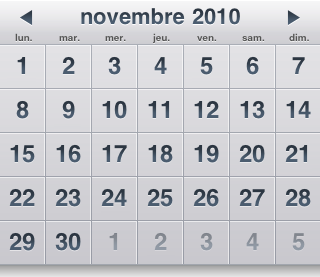 novembre 2010
lun. mar. mer. jeu. ven. sam. dim.
1 2 3 4 5 6 7
8 9 10 11 12 13 14
15 16 17 18 19 20 21
22 23 24 25 26 27 28
29 30 1 2 3 4 5